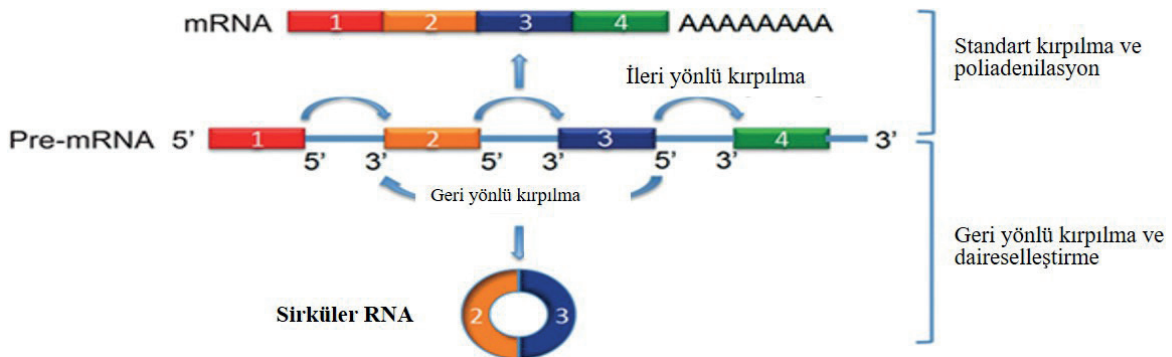 mRNA 1 2 3 4 AAAAAAAA
Standart kırpılma ve
poliadenilasyon
İleri yönlü kırpılma
Pre-mRNA 5’ 1 2 3 4 3’
5’ 3’ 5’ 3’ 5’ 3’
Geri yönlü kırpılma
Geri yönlü kırpılma ve
daireselleştirme
Sirküler RNA 2 3